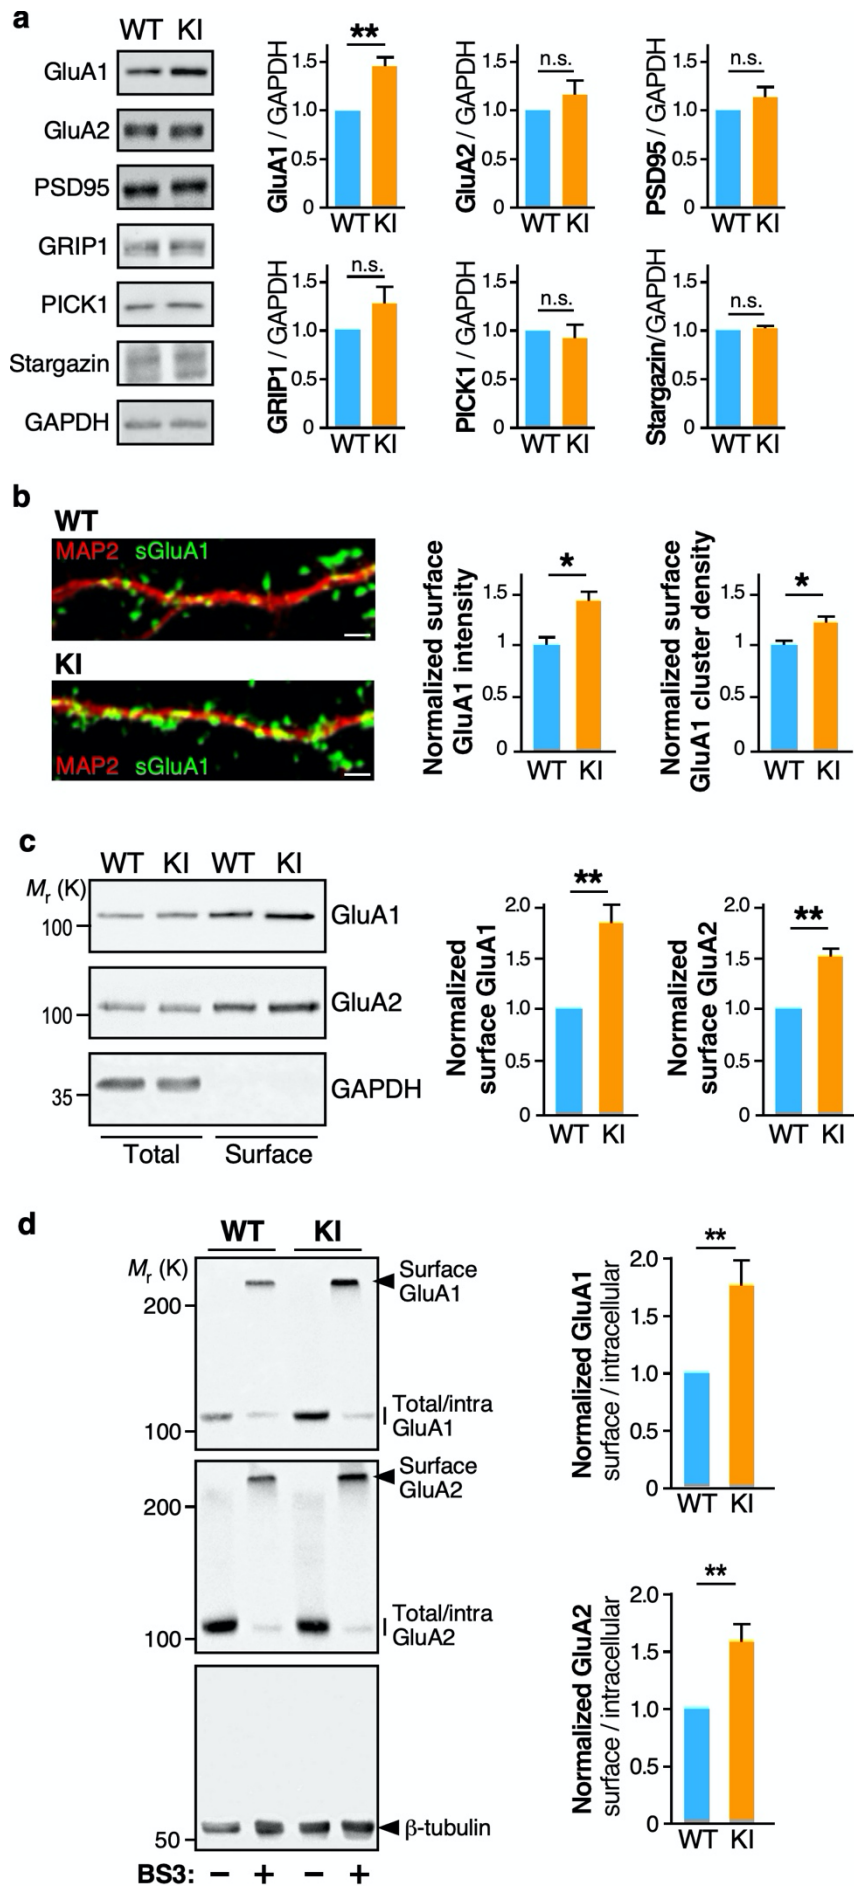 a
WT KI
GluA1
GluA2
PSD95
GRIP1
PICK1
Stargazin
GAPDH
GluA1 / GAPDH
1.5
1.0
0.5
0
**
WT KI
GluA2 / GAPDH
1.5
1.0
0.5
0
n.s.
WT KI
PSD95 / GAPDH
1.5
1.0
0.5
0
n.s.
WT KI
GRIP1 / GAPDH
1.5
1.0
0.5
0
n.s.
WT KI
PICK1 / GAPDH
1.5
1.0
0.5
0
n.s.
WT KI
Stargazin/GAPDH
1.5
1.0
0.5
0
n.s.
WT KI
b
WT
MAP2 sGluA1
KI
MAP2 sGluA1
Normalized surface
GluA1 intensity
1.5
1
0.5
0
*
WT KI
Normalized surface
GluA1 cluster density
1.5
1
0.5
0
*
WT KI
c
WT KI WT KI
Mr (K)
100
GluA1
100
GluA2
35
GAPDH
Total Surface
Normalized
surface GluA1
2.0
1.5
1.0
0.5
0
**
WT KI
Normalized
surface GluA2
2.0
1.5
1.0
0.5
0
**
WT KI
d
WT KI
Mr (K)
200
100
Surface
GluA1
Total/intra
GluA1
200
100
Surface
GluA2
Total/intra
GluA2
50
β-tubulin
BS3: − + − +
Normalized GluA1
surface / intracellular
2.0
1.5
1.0
0.5
0
**
WT KI
Normalized GluA2
surface / intracellular
2.0
1.5
1.0
0.5
0
**
WT KI